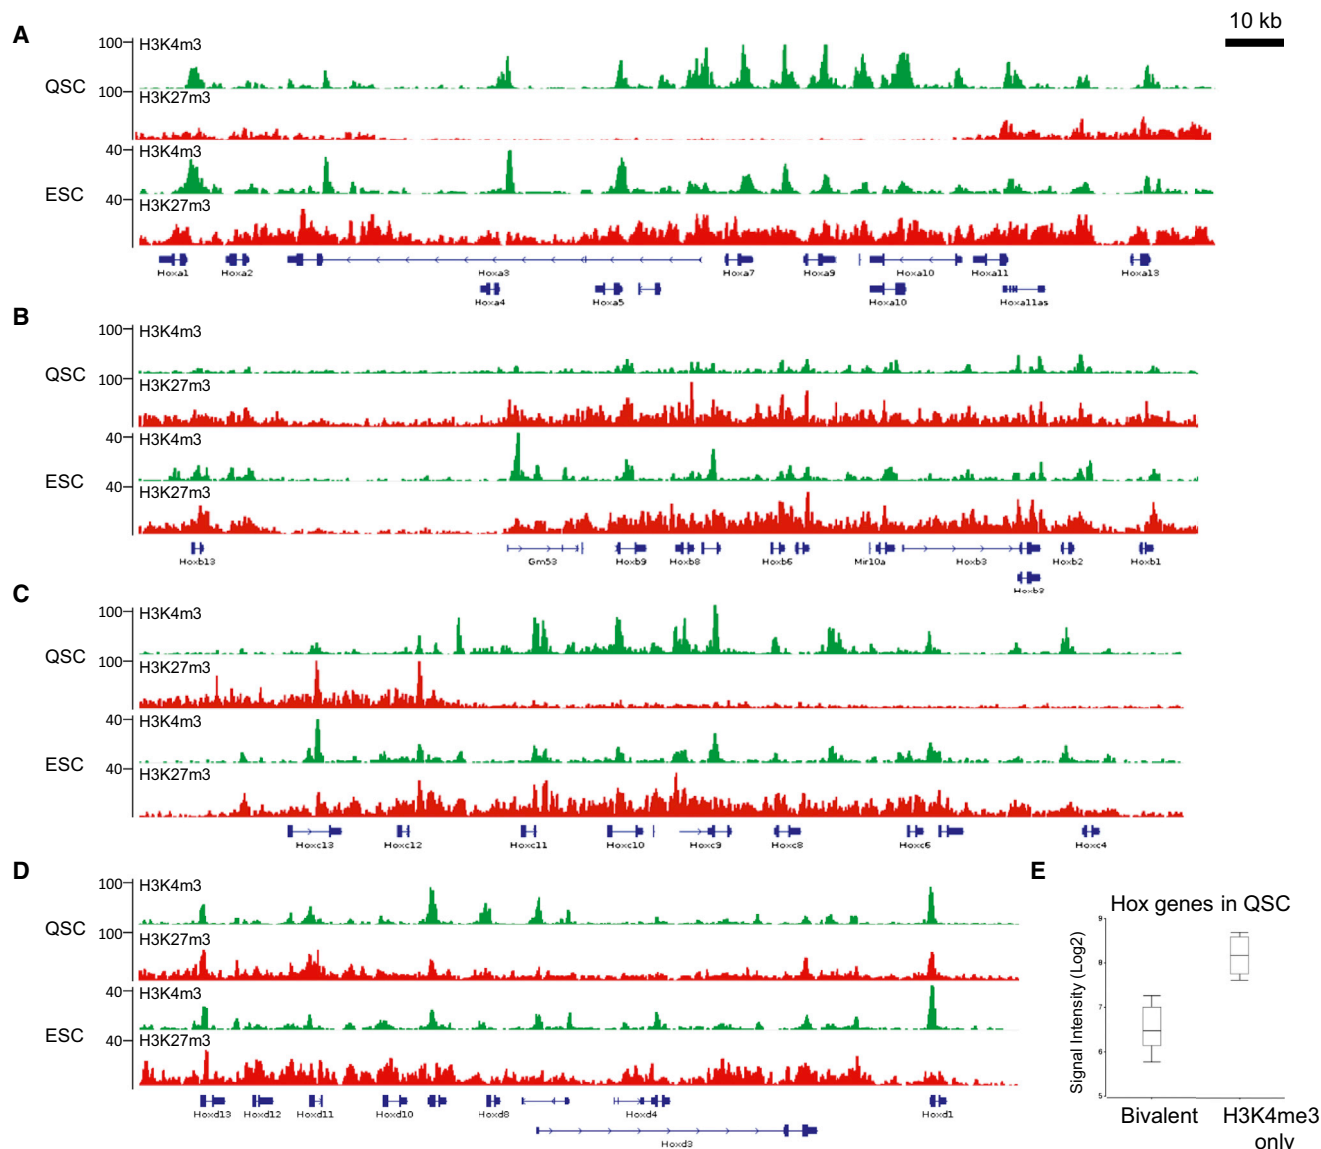 A
10 kb
100
H3K4m3
QSC
100
H3K27m3
40
H3K4m3
ESC
40
H3K27m3
Hoxa1
Hoxa2
Hoxa3
Hoxa7
Hoxa9
Hoxa10
Hoxa11
Hoxa13
Hoxa4
Hoxa5
Hoxa10
Hoxa11as
B
100
H3K4m3
QSC
100
H3K27m3
40
H3K4m3
ESC
40
H3K27m3
Hoxb13
Gm53
Hoxb9
Hoxb8
Hoxb6
Mir10a
Hoxb3
Hoxb2
Hoxb1
C
100
H3K4m3
QSC
100
H3K27m3
40
H3K4m3
ESC
40
H3K27m3
Hoxc13
Hoxc12
Hoxc11
Hoxc10
Hoxc9
Hoxc8
Hoxc6
Hoxc4
D
100
H3K4m3
QSC
100
H3K27m3
40
H3K4m3
ESC
40
H3K27m3
Hoxd13
Hoxd12
Hoxd11
Hoxd10
Hoxd8
Hoxd4
Hoxd1
Hoxd3
E
Hox genes in QSC
Signal Intensity (Log2)
9
8
7
6
5
Bivalent
H3K4me3
only